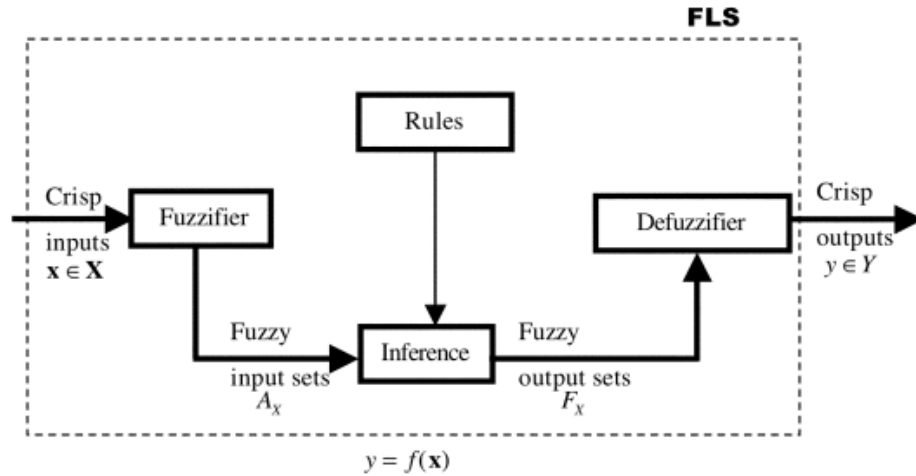 FLS
Rules
Crisp
inputs
x ∈ X
Fuzzifier
Defuzzifier
Crisp
outputs
y ∈ Y
Fuzzy
input sets
A_X
Inference
Fuzzy
output sets
F_X
y = f(x)